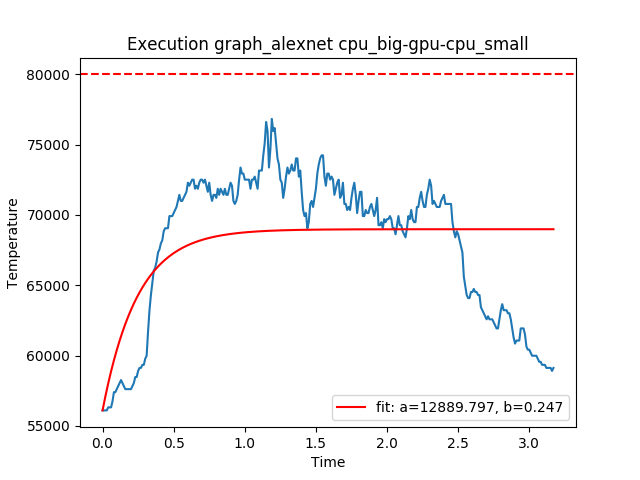 Execution graph_alexnet cpu_big-gpu-cpu_small
Temperature
80000
75000
70000
65000
60000
55000
0.0 0.5 1.0 1.5 2.0 2.5 3.0
Time
fit: a=12889.797, b=0.247